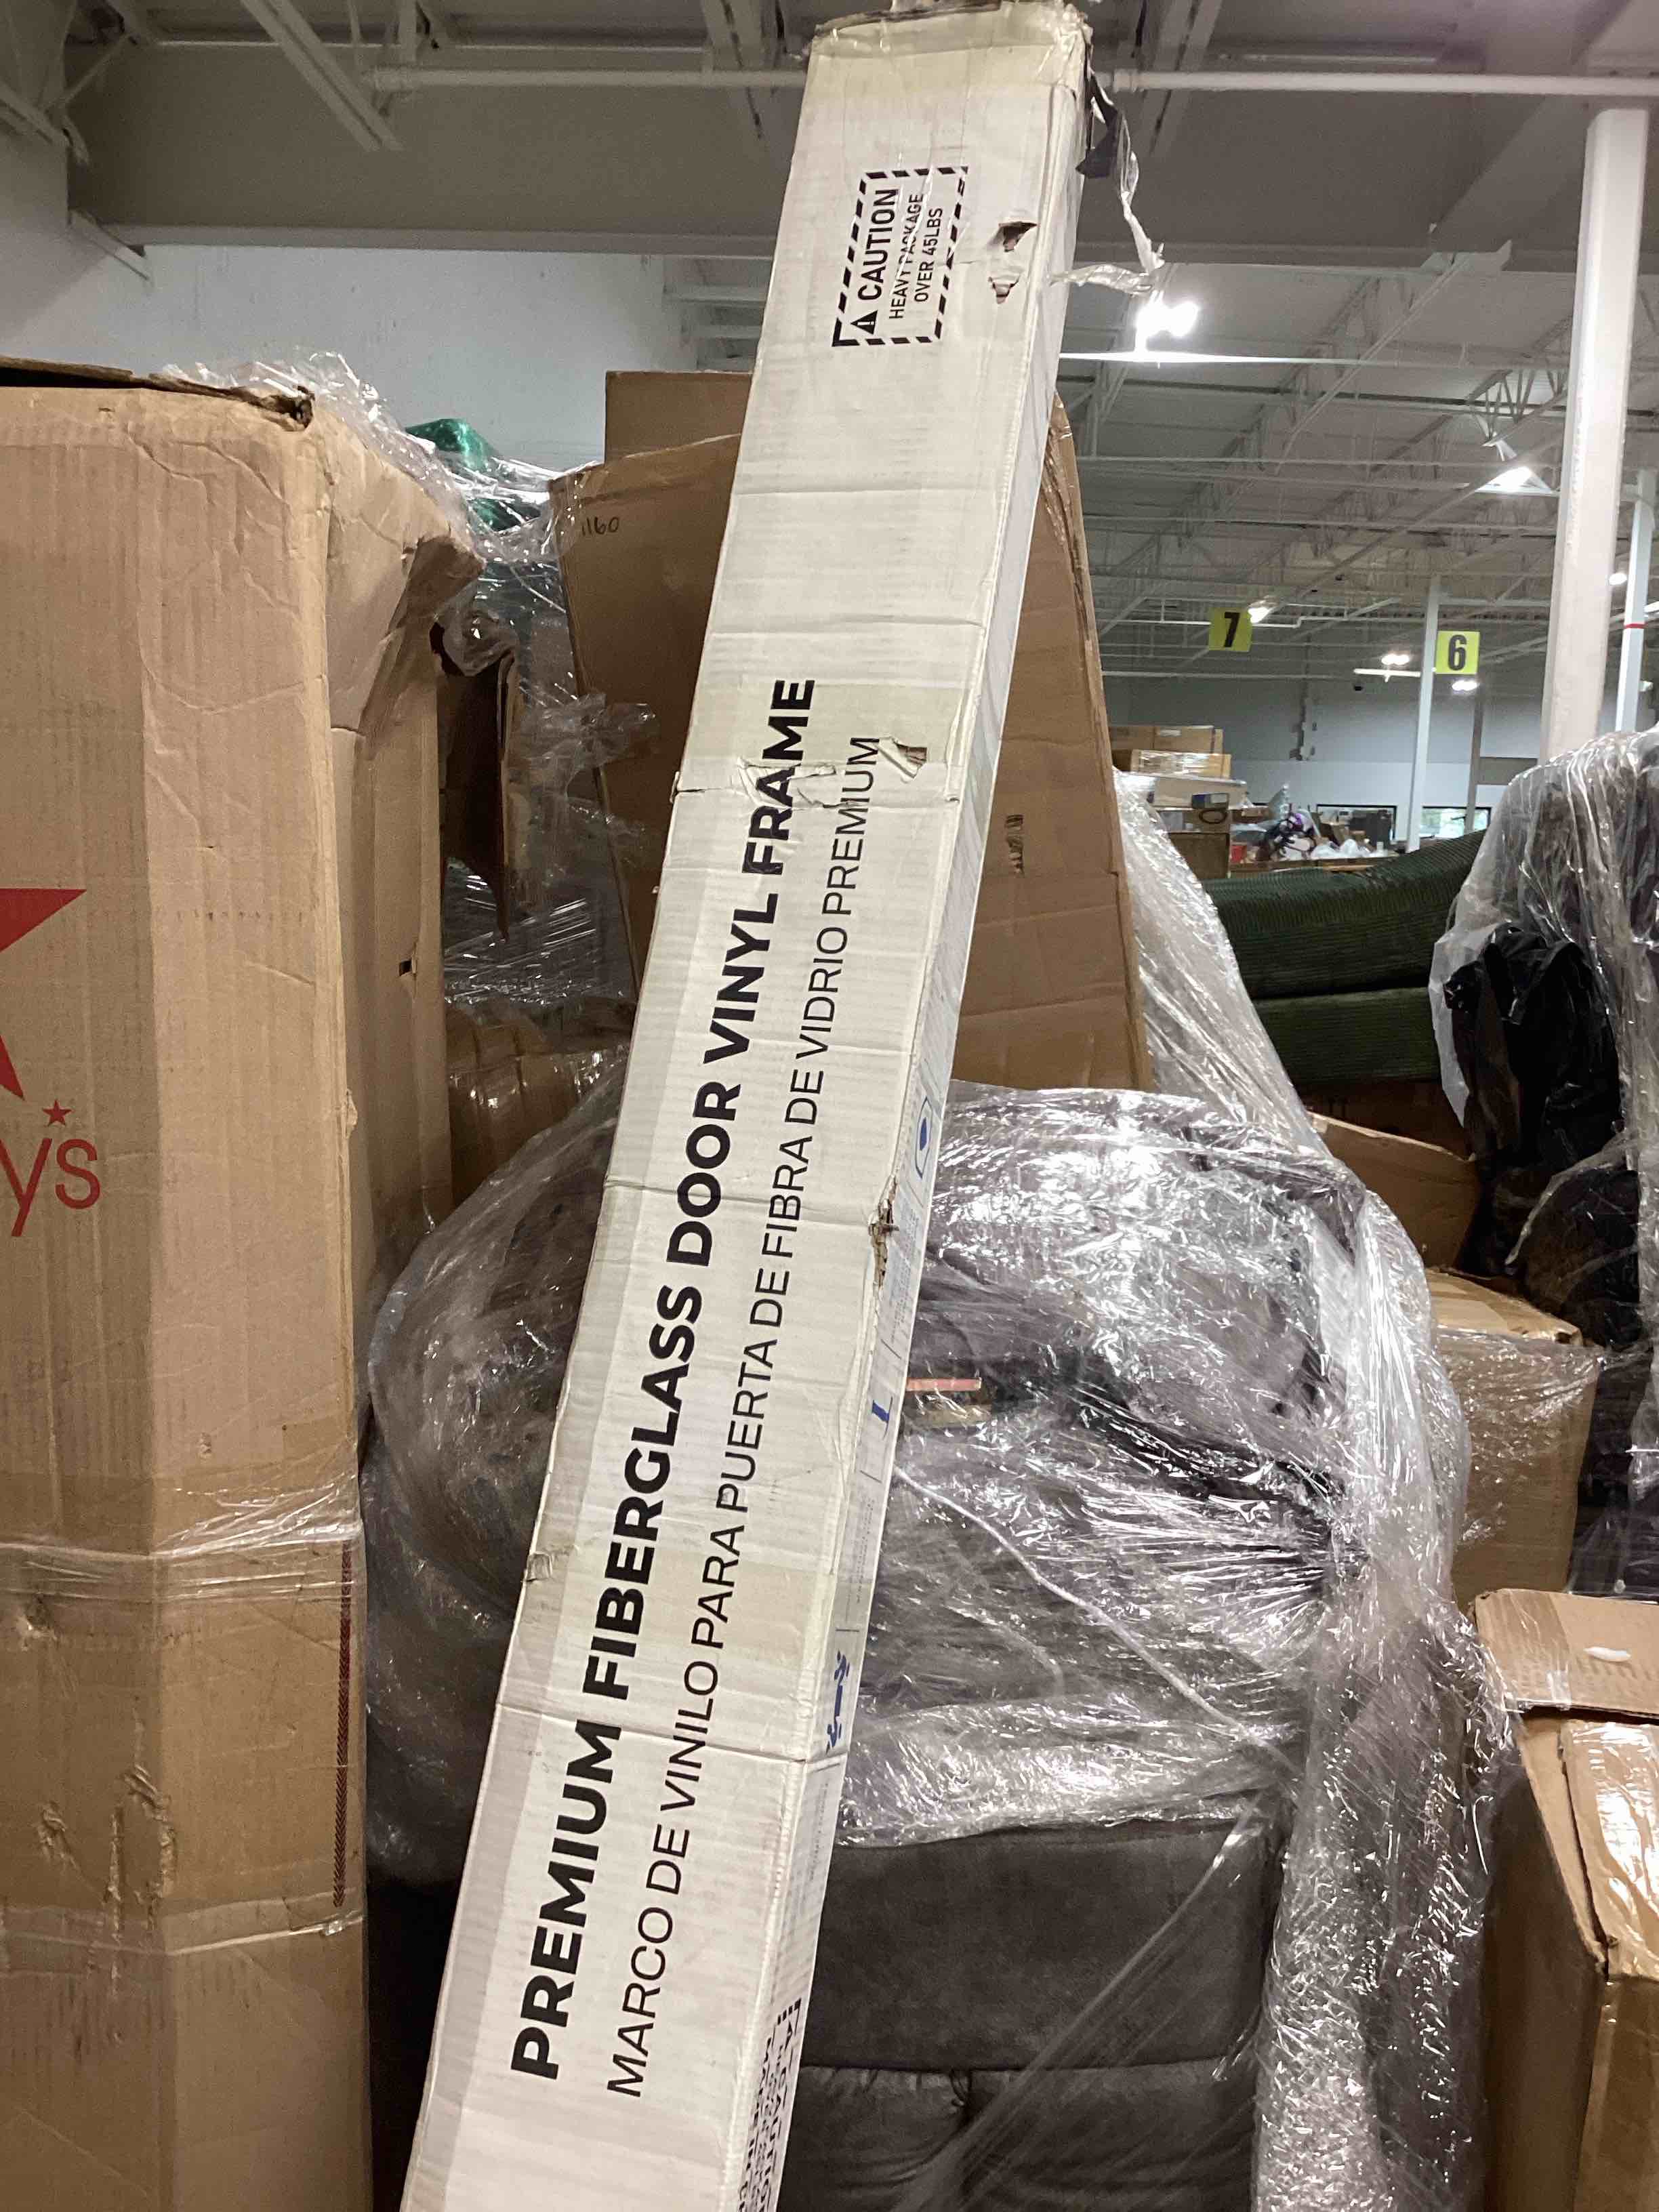 ⚠ CAUTION
HEAVY PACKAGE
OVER 45LBS
PREMIUM FIBERGLASS DOOR VINYL FRAME
MARCO DE VINILO PARA PUERTA DE FIBRA DE VIDRIO PREMIUM
1160
7
6
ys